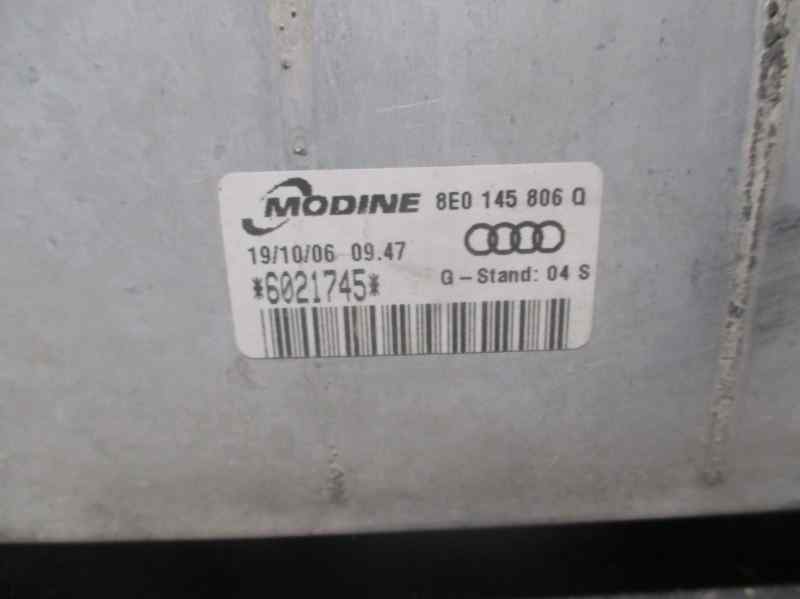 MODINE 8E0 145 806 Q
19/10/06 09.47
G-Stand: 04 S
*6021745*